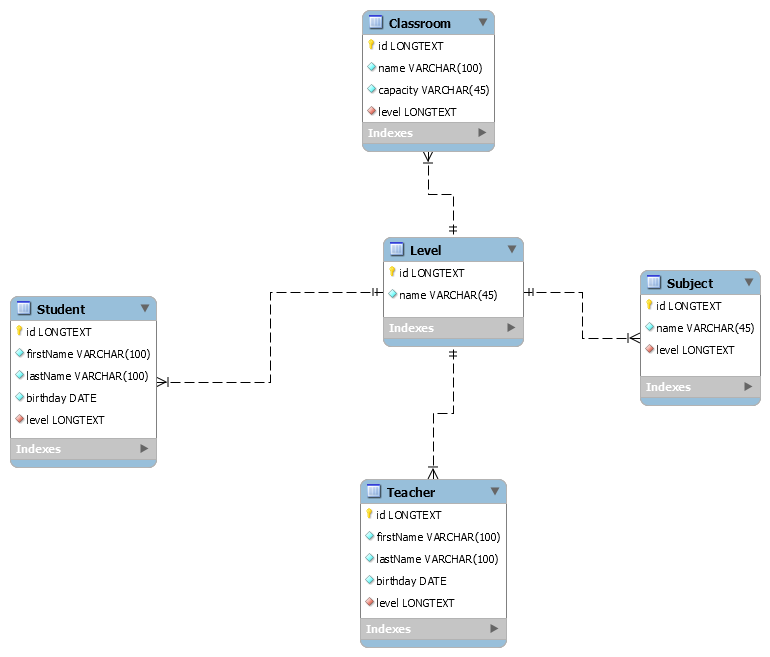 Classroom
id LONGTEXT
name VARCHAR(100)
capacity VARCHAR(45)
level LONGTEXT
Indexes
Level
id LONGTEXT
name VARCHAR(45)
Indexes
Subject
id LONGTEXT
name VARCHAR(45)
level LONGTEXT
Indexes
Student
id LONGTEXT
firstName VARCHAR(100)
lastName VARCHAR(100)
birthday DATE
level LONGTEXT
Indexes
Teacher
id LONGTEXT
firstName VARCHAR(100)
lastName VARCHAR(100)
birthday DATE
level LONGTEXT
Indexes